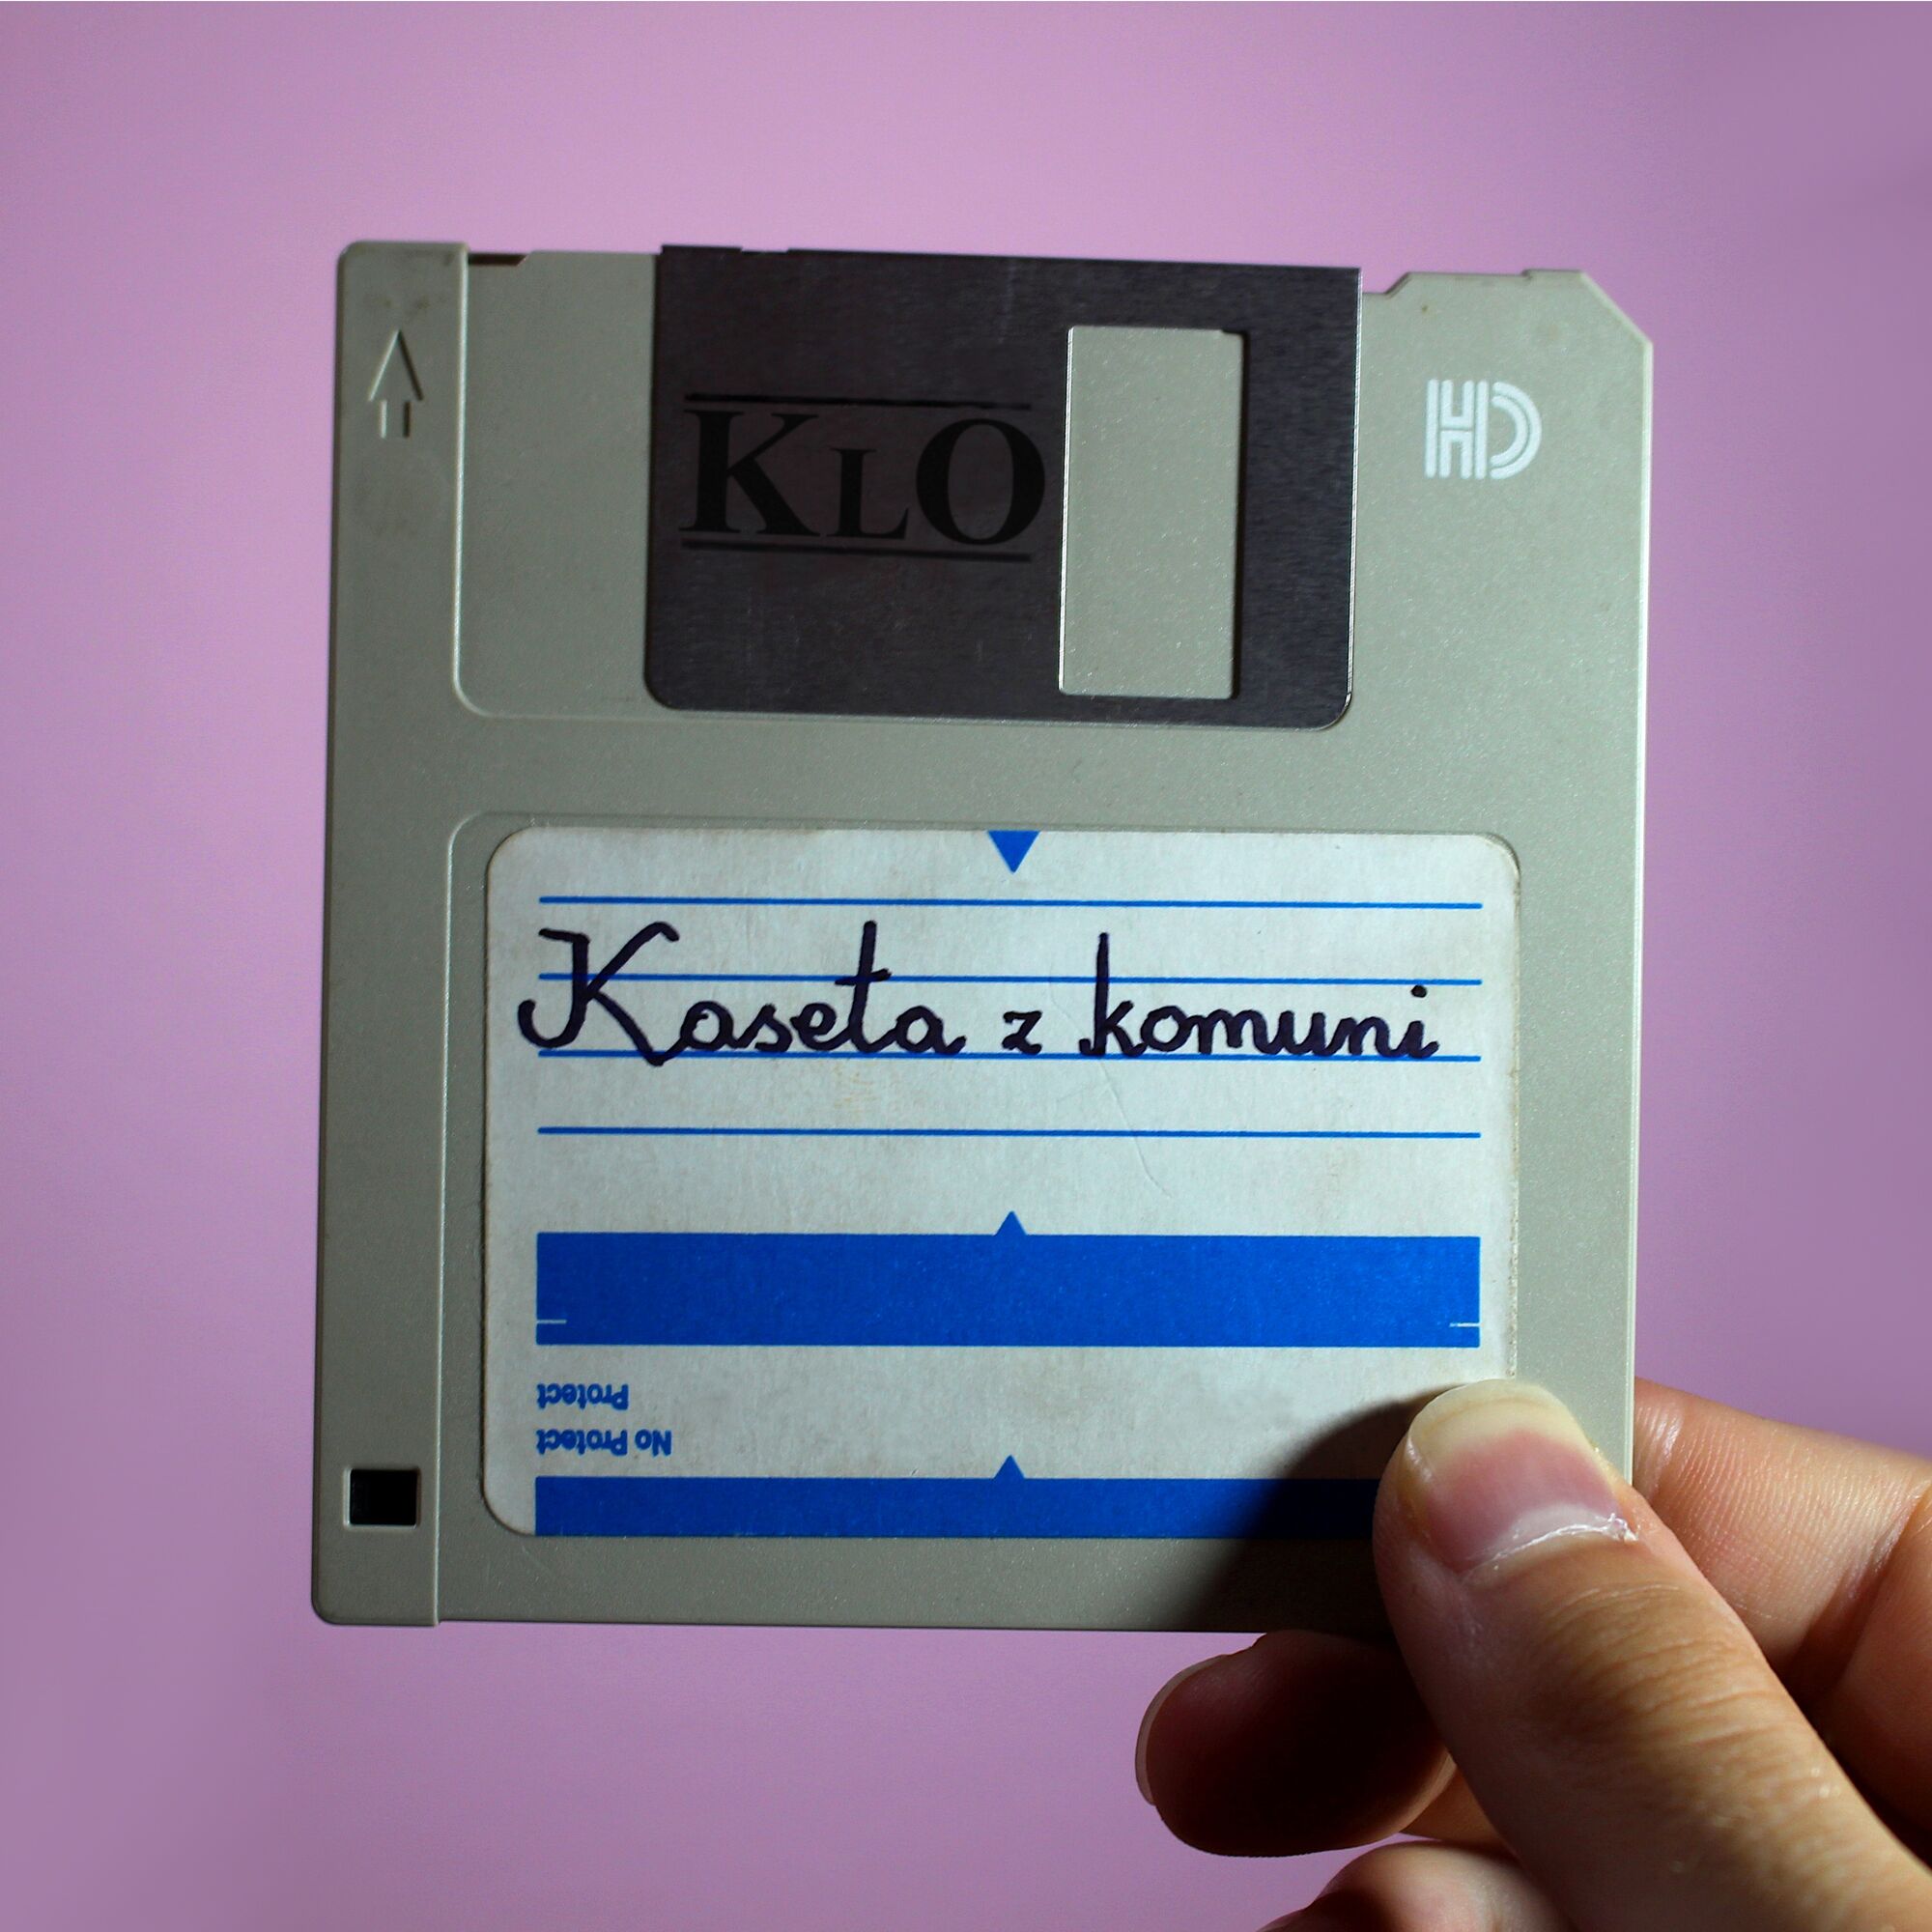 KLO
HD
Kaseta z komuni
Protect
No Protect